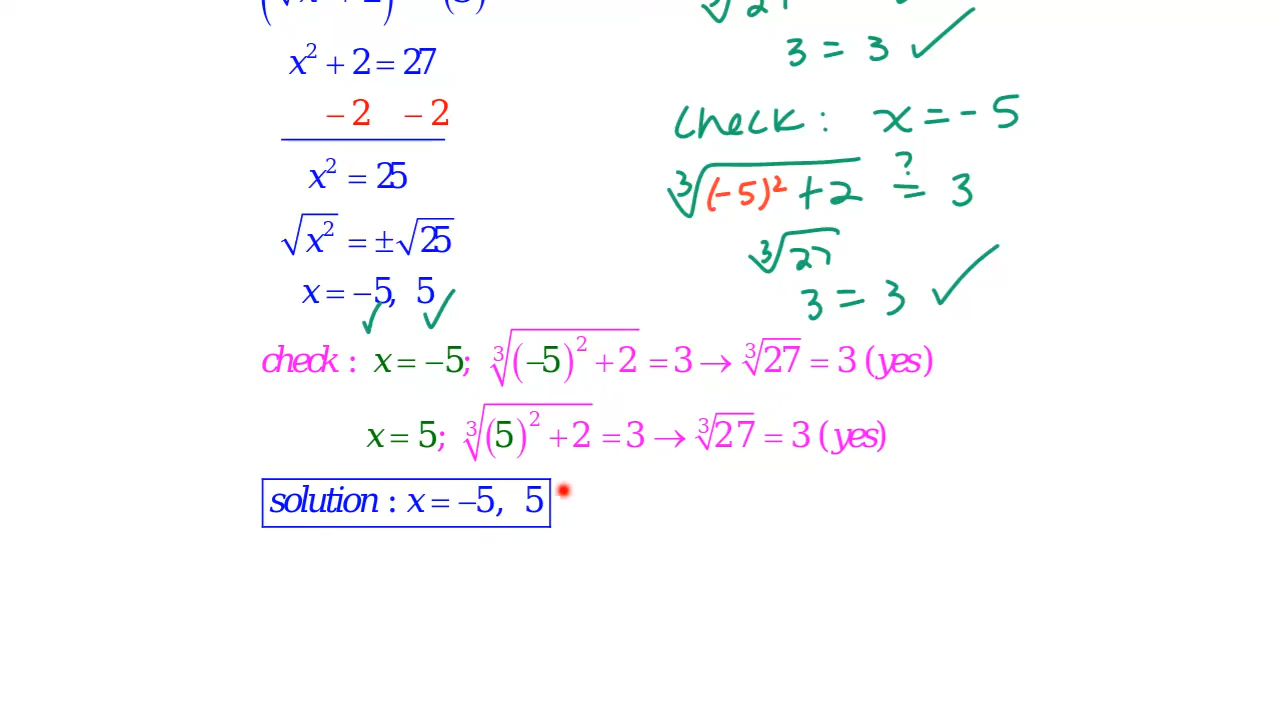 x² + 2 = 27
− 2 − 2
x² = 25
√x² = ±√25
x = −5, 5
3 = 3 ✓
check : x = - 5
∛(-5)² + 2 ?= 3
∛27
3 = 3 ✓
✓ ✓
check : x = −5; ∛(−5)² + 2 = 3 → ∛27 = 3 (yes)
x = 5; ∛(5)² + 2 = 3 → ∛27 = 3 (yes)
solution : x = −5, 5